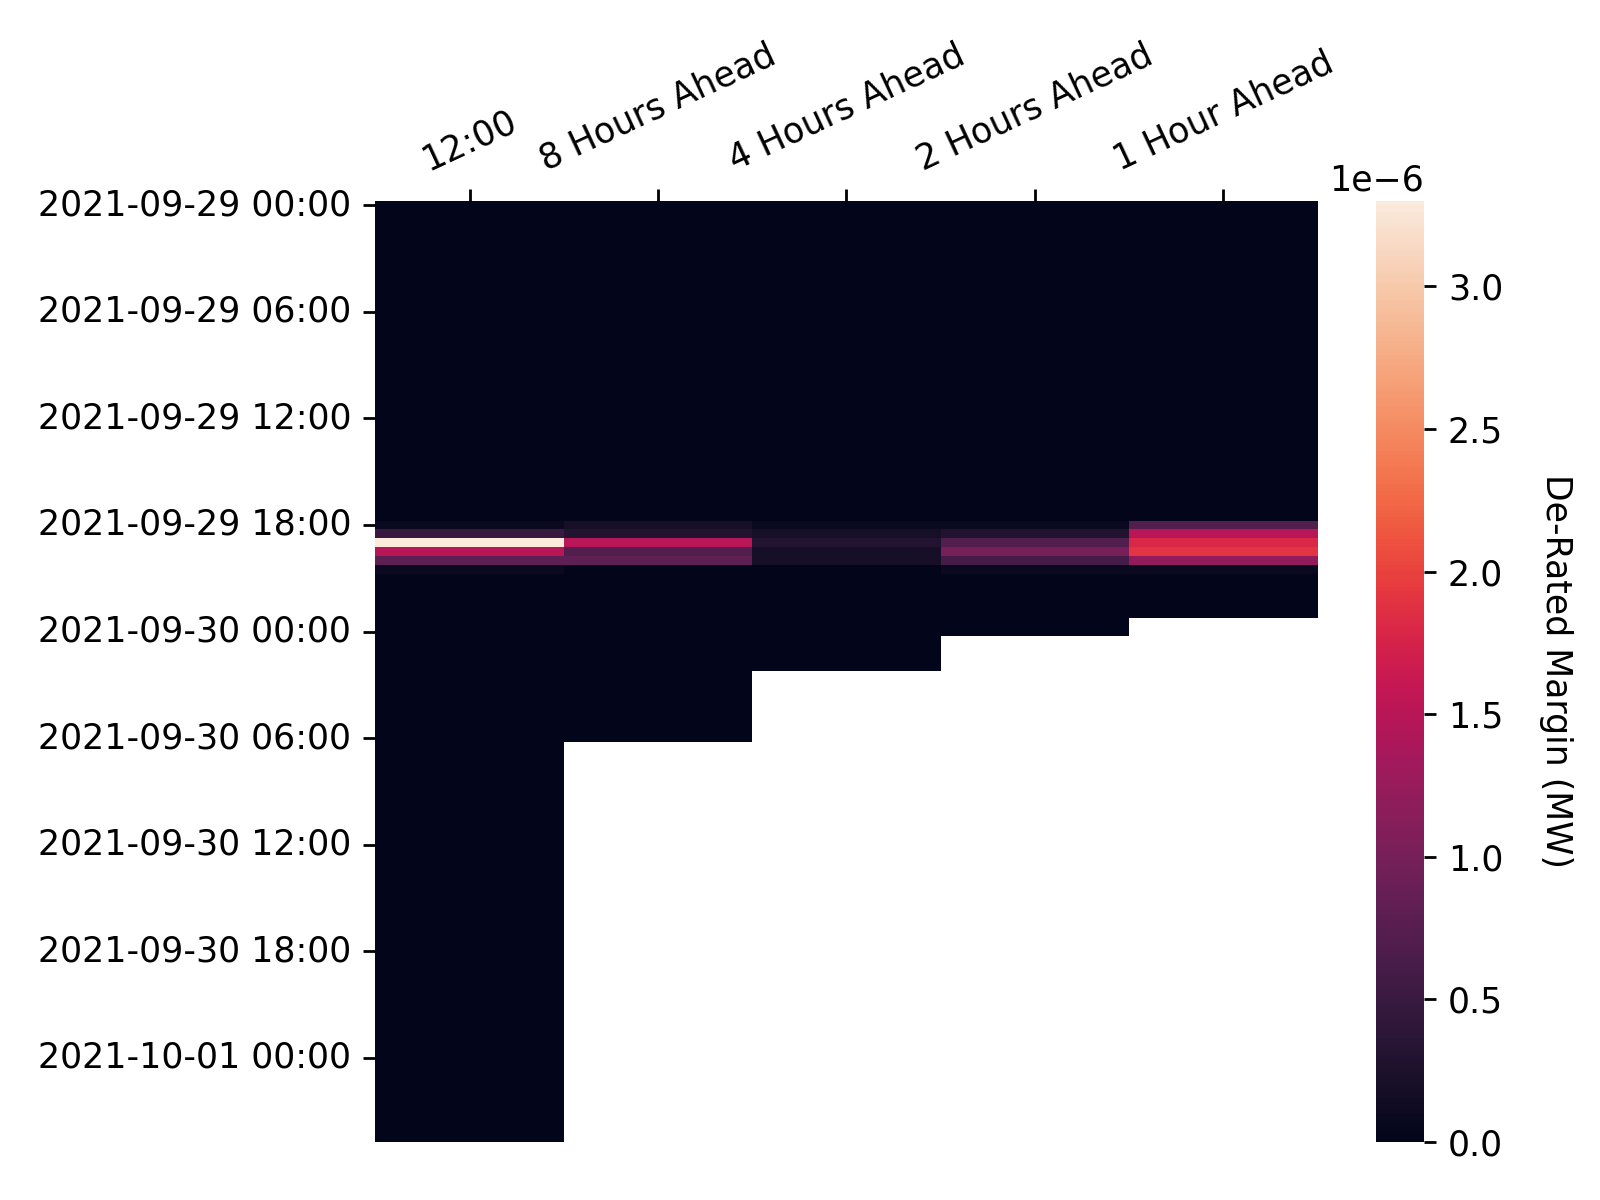 12:00
8 Hours Ahead
4 Hours Ahead
2 Hours Ahead
1 Hour Ahead
1e−6
2021-09-29 00:00
2021-09-29 06:00
2021-09-29 12:00
2021-09-29 18:00
2021-09-30 00:00
2021-09-30 06:00
2021-09-30 12:00
2021-09-30 18:00
2021-10-01 00:00
3.0
2.5
2.0
1.5
1.0
0.5
0.0
De-Rated Margin (MW)